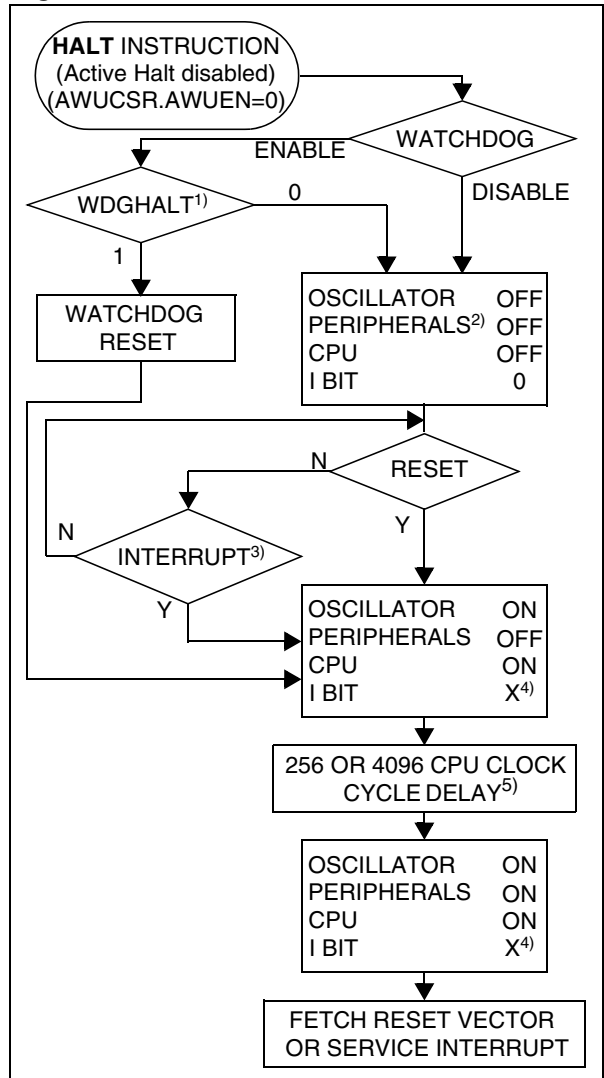 HALT INSTRUCTION
(Active Halt disabled)
(AWUCSR.AWUEN=0)
WATCHDOG
ENABLE
DISABLE
WDGHALT1)
0
1
WATCHDOG
RESET
OSCILLATOR OFF
PERIPHERALS2) OFF
CPU OFF
I BIT 0
RESET
N
Y
INTERRUPT3)
N
Y
OSCILLATOR ON
PERIPHERALS OFF
CPU ON
I BIT X4)
256 OR 4096 CPU CLOCK
CYCLE DELAY5)
OSCILLATOR ON
PERIPHERALS ON
CPU ON
I BIT X4)
FETCH RESET VECTOR
OR SERVICE INTERRUPT